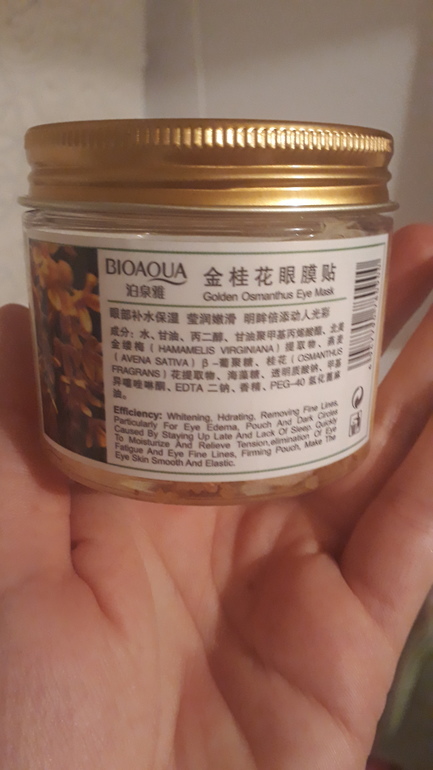 BIOAQUA
泊泉雅
金桂花眼膜贴
Golden Osmanthus Eye Mask
眼部补水保湿 莹润嫩滑 明眸倍添动人光彩
成分：水、甘油、丙二醇、甘油聚甲基丙烯酸酯、北美
金缕梅（HAMAMELIS VIRGINIANA）提取物、燕麦
（AVENA SATIVA）β-葡聚糖、桂花（OSMANTHUS
FRAGRANS）花提取物、海藻糖、透明质酸钠、甲基
异噻唑啉酮、EDTA 二钠、香精、PEG-40 氢化蓖麻
油。
Efficiency: Whitening, Hdrating, Removing Fine Lines,
Particularly For Eye Edema, Pouch And Dark Circles
Caused By Staying Up Late And Lack Of Sleep. Quickly
To Moisturize And Relieve Tension,elimination Of Eye
Fatigue And Eye Fine Lines, Firming Pouch, Make The
Eye Skin Smooth And Elastic.